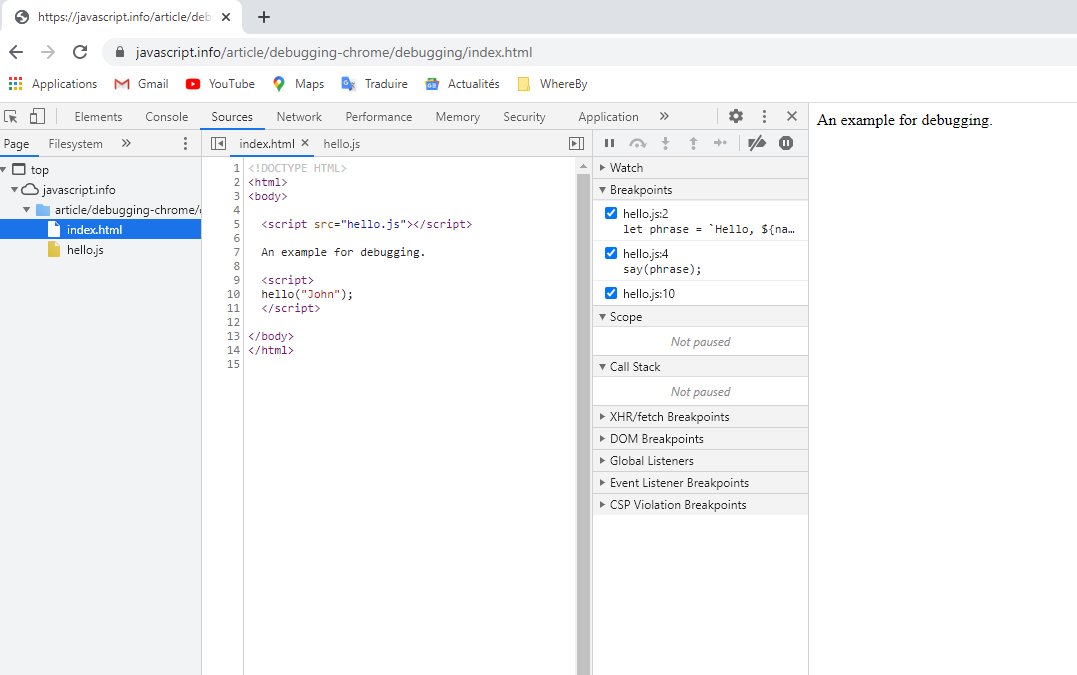 https://javascript.info/article/deb
javascript.info/article/debugging-chrome/debugging/index.html
Applications Gmail YouTube Maps Traduire Actualités WhereBy
Elements Console Sources Network Performance Memory Security Application »
Page Filesystem »
index.html × hello.js
top
javascript.info
article/debugging-chrome/
index.html
hello.js
1 <!DOCTYPE HTML>
2 <html>
3 <body>
4
5 <script src="hello.js"></script>
6
7 An example for debugging.
8
9 <script>
10 hello("John");
11 </script>
12
13 </body>
14 </html>
15
Watch
Breakpoints
hello.js:2
let phrase = `Hello, ${na…
hello.js:4
say(phrase);
hello.js:10
Scope
Not paused
Call Stack
Not paused
XHR/fetch Breakpoints
DOM Breakpoints
Global Listeners
Event Listener Breakpoints
CSP Violation Breakpoints
An example for debugging.